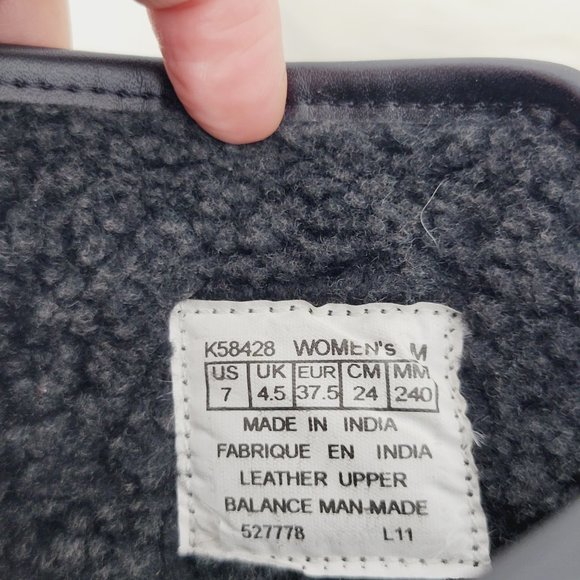 K58428 WOMEN'S M
US UK EUR CM MM
7 4.5 37.5 24 240
MADE IN INDIA
FABRIQUE EN INDIA
LEATHER UPPER
BALANCE MAN-MADE
527778 L11